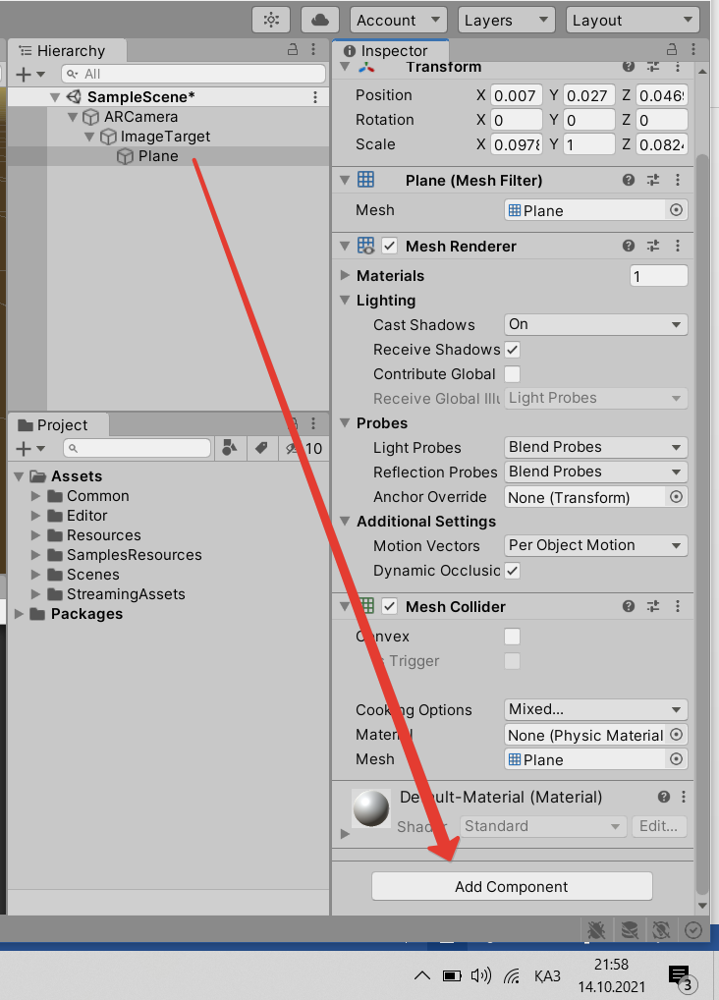 Account
Layers
Layout
Hierarchy
All
SampleScene*
ARCamera
ImageTarget
Plane
Project
10
Assets
Common
Editor
Resources
SamplesResources
Scenes
StreamingAssets
Packages
Inspector
Transform
Position X 0.007 Y 0.027 Z 0.046
Rotation X 0 Y 0 Z 0
Scale X 0.0978 Y 1 Z 0.082
Plane (Mesh Filter)
Mesh Plane
Mesh Renderer
Materials 1
Lighting
Cast Shadows On
Receive Shadows
Contribute Global
Receive Global Illu Light Probes
Probes
Light Probes Blend Probes
Reflection Probes Blend Probes
Anchor Override None (Transform)
Additional Settings
Motion Vectors Per Object Motion
Dynamic Occlusic
Mesh Collider
Convex
Trigger
Cooking Options Mixed...
Material None (Physic Material
Mesh Plane
Default-Material (Material)
Shader Standard Edit...
Add Component
ҚАЗ
21:58
14.10.2021
3